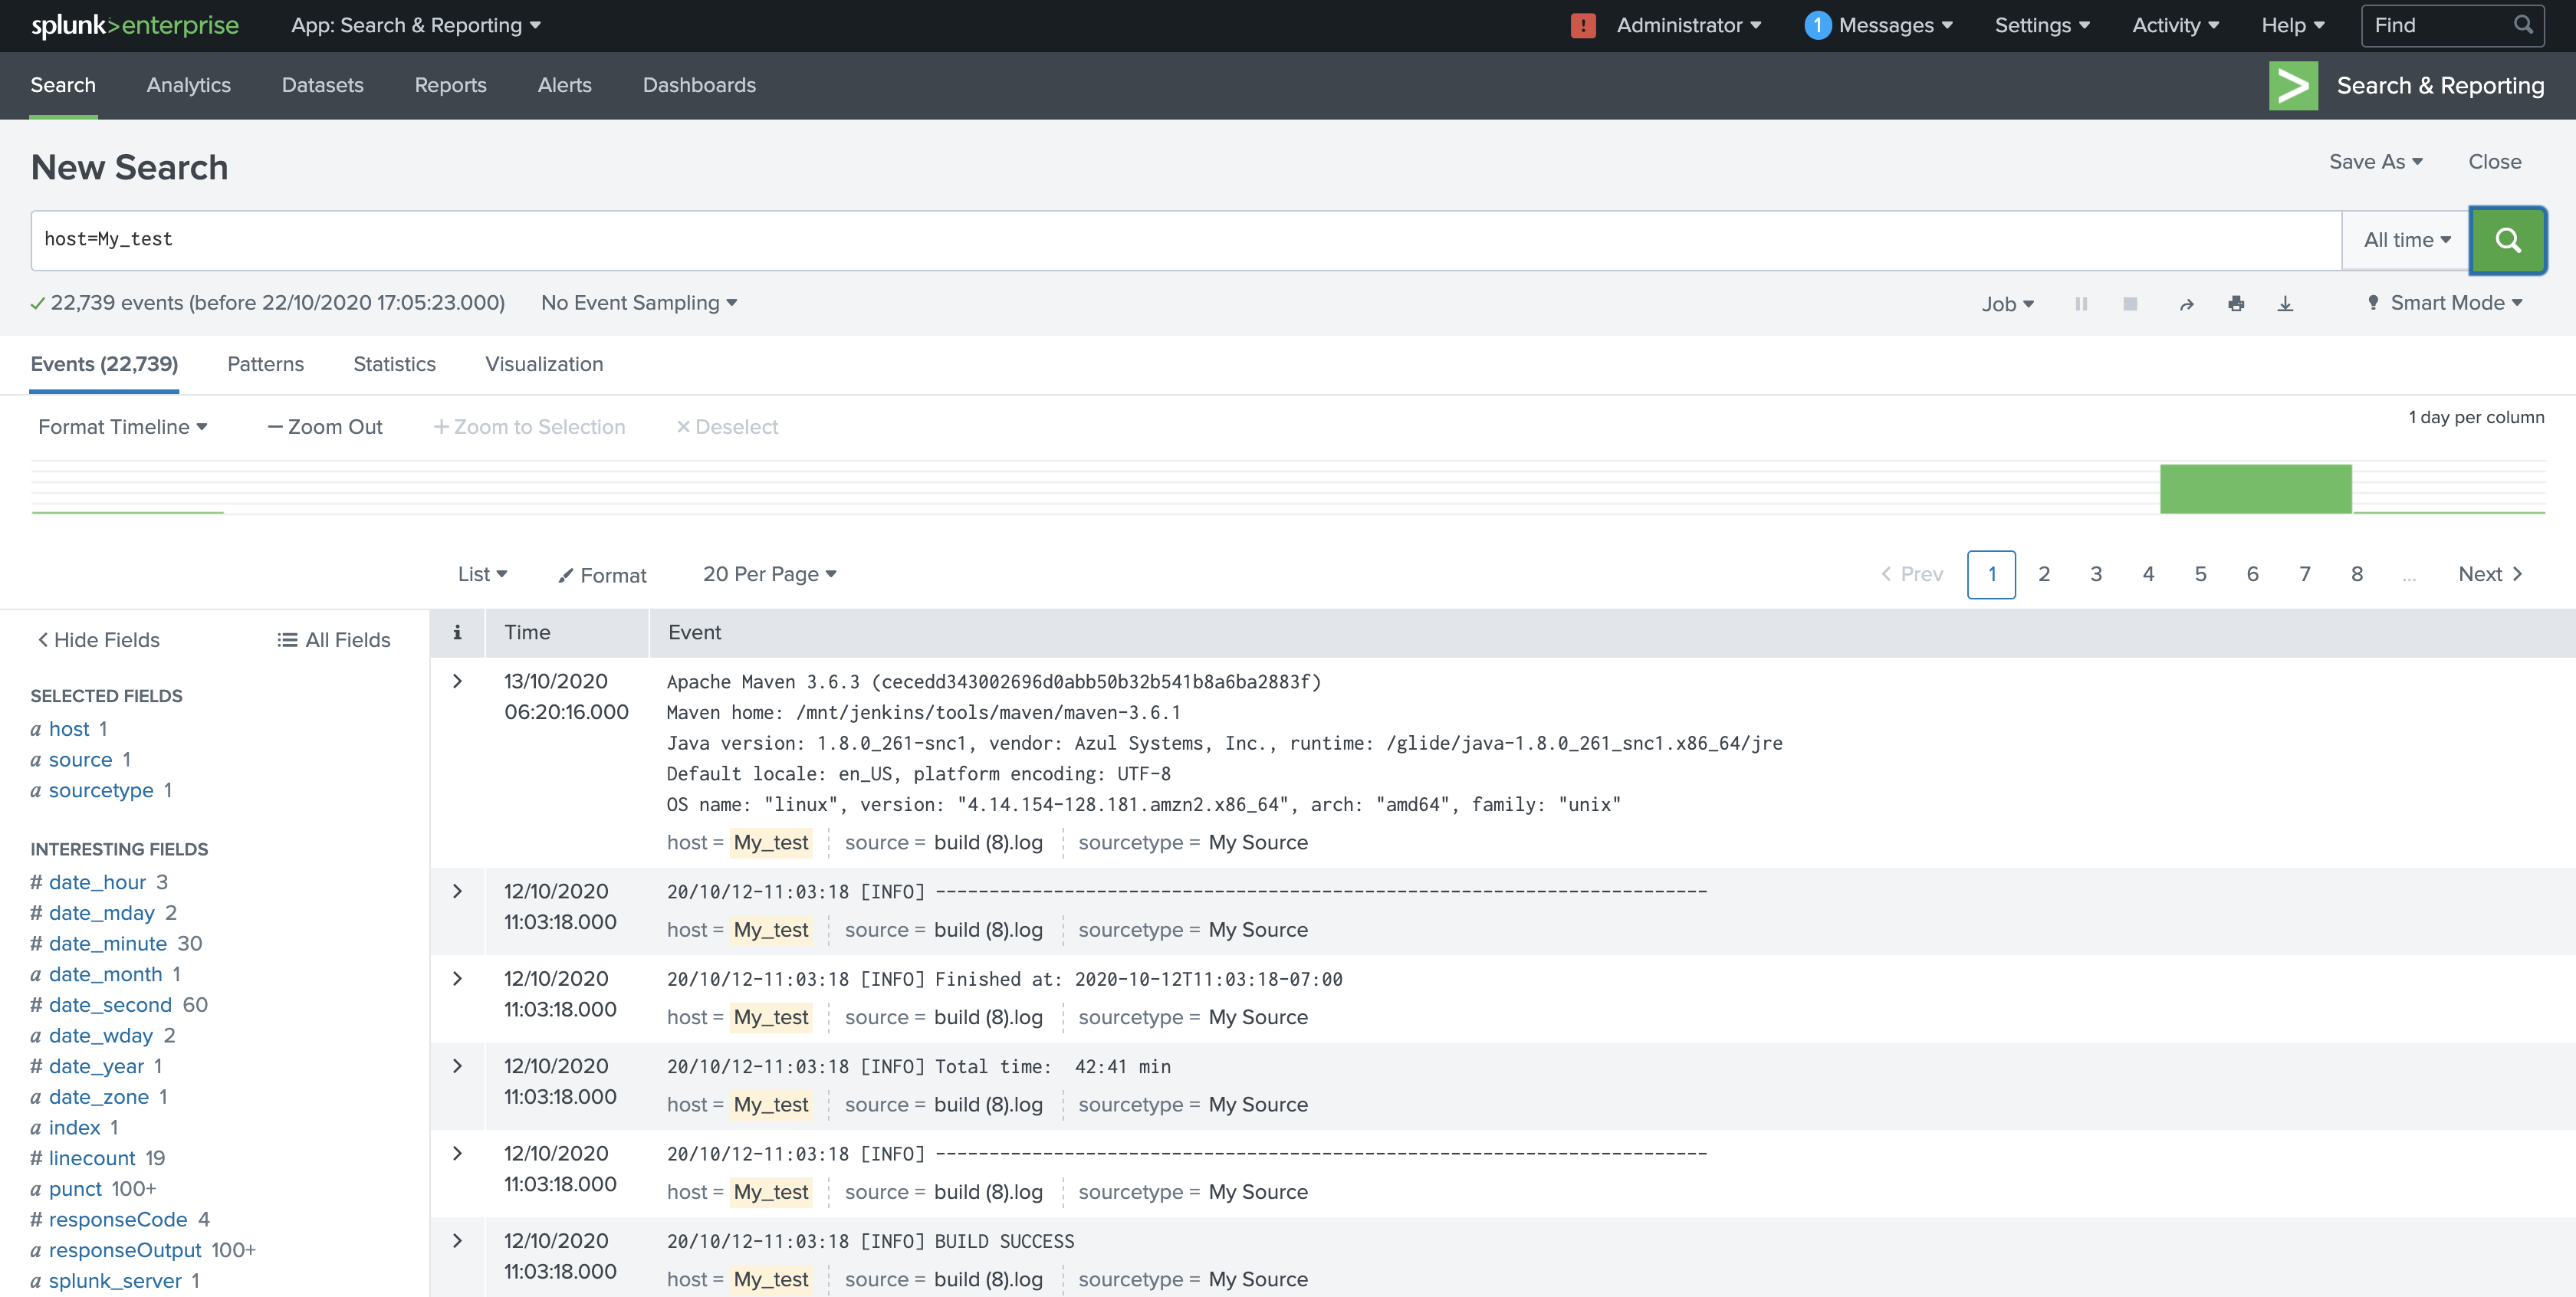 splunk>enterprise App: Search & Reporting ! Administrator 1 Messages Settings Activity Help Find
Search Analytics Datasets Reports Alerts Dashboards > Search & Reporting
New Search Save As Close
host=My_test All time
22,739 events (before 22/10/2020 17:05:23.000) No Event Sampling Job Smart Mode
Events (22,739) Patterns Statistics Visualization
Format Timeline — Zoom Out + Zoom to Selection × Deselect 1 day per column
List Format 20 Per Page < Prev 1 2 3 4 5 6 7 8 ... Next >
< Hide Fields All Fields
SELECTED FIELDS
a host 1
a source 1
a sourcetype 1
INTERESTING FIELDS
# date_hour 3
# date_mday 2
# date_minute 30
a date_month 1
# date_second 60
a date_wday 2
# date_year 1
a date_zone 1
a index 1
# linecount 19
a punct 100+
# responseCode 4
a responseOutput 100+
a splunk_server 1
i Time Event
> 13/10/2020 Apache Maven 3.6.3 (cecedd343002696d0abb50b32b541b8a6ba2883f)
06:20:16.000 Maven home: /mnt/jenkins/tools/maven/maven-3.6.1
Java version: 1.8.0_261-snc1, vendor: Azul Systems, Inc., runtime: /glide/java-1.8.0_261_snc1.x86_64/jre
Default locale: en_US, platform encoding: UTF-8
OS name: "linux", version: "4.14.154-128.181.amzn2.x86_64", arch: "amd64", family: "unix"
host = My_test source = build (8).log sourcetype = My Source
> 12/10/2020 20/10/12-11:03:18 [INFO] ------------------------------------------------------------------------
11:03:18.000 host = My_test source = build (8).log sourcetype = My Source
> 12/10/2020 20/10/12-11:03:18 [INFO] Finished at: 2020-10-12T11:03:18-07:00
11:03:18.000 host = My_test source = build (8).log sourcetype = My Source
> 12/10/2020 20/10/12-11:03:18 [INFO] Total time:  42:41 min
11:03:18.000 host = My_test source = build (8).log sourcetype = My Source
> 12/10/2020 20/10/12-11:03:18 [INFO] ------------------------------------------------------------------------
11:03:18.000 host = My_test source = build (8).log sourcetype = My Source
> 12/10/2020 20/10/12-11:03:18 [INFO] BUILD SUCCESS
11:03:18.000 host = My_test source = build (8).log sourcetype = My Source